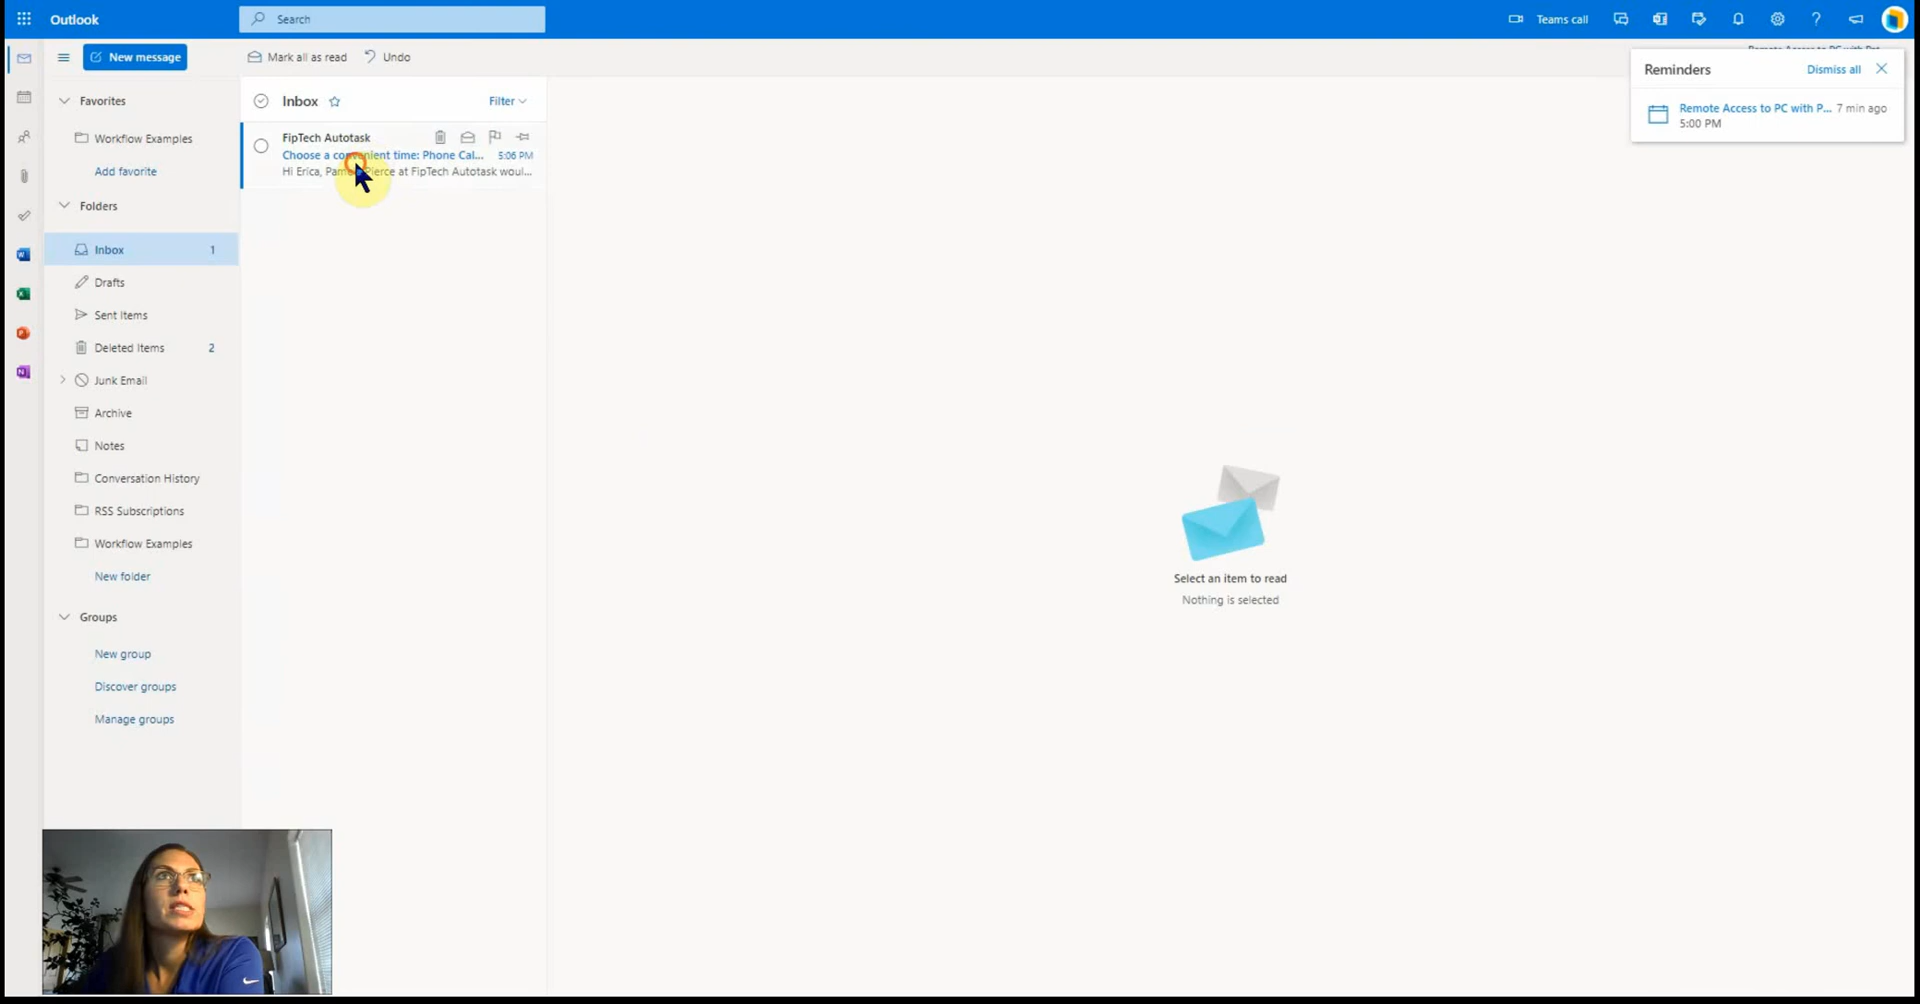 Outlook
Search
Teams call
New message
Mark all as read
Undo
Reminders
Dismiss all
Remote Access to PC with P... 7 min ago
5:00 PM
Favorites
Workflow Examples
Add favorite
Folders
Inbox 1
Drafts
Sent Items
Deleted Items 2
Junk Email
Archive
Notes
Conversation History
RSS Subscriptions
Workflow Examples
New folder
Groups
New group
Discover groups
Manage groups
Inbox
Filter
FipTech Autotask
Choose a convenient time: Phone Cal... 5:06 PM
Hi Erica, Pierce at FipTech Autotask woul...
Select an item to read
Nothing is selected